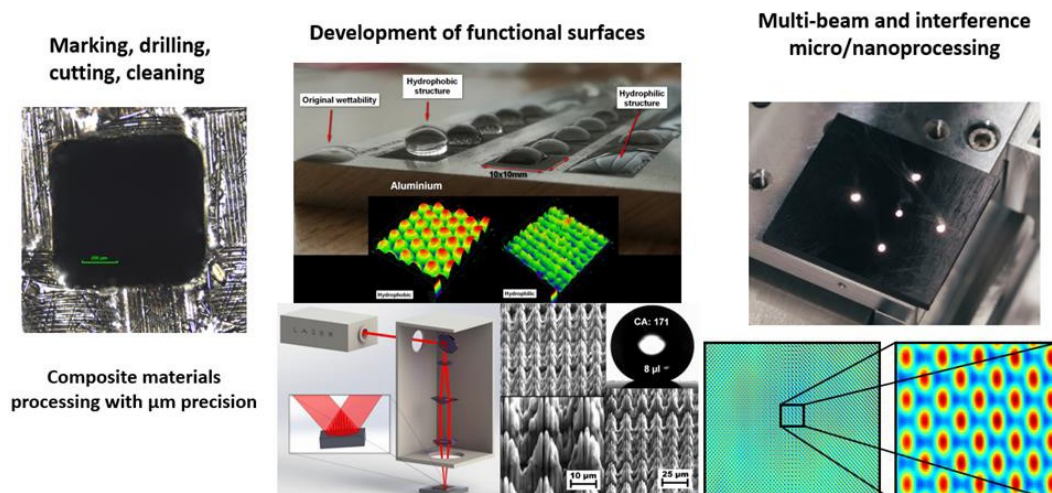 Marking, drilling,
cutting, cleaning
200 µm
Composite materials
processing with µm precision
Development of functional surfaces
Original wettability
Hydrophobic
structure
Hydrophilic
structure
10x10mm
Aluminium
Hydrophobic
Hydrophilic
LASER
CA: 171
8 µl
10 µm
25 µm
Multi-beam and interference
micro/nanoprocessing